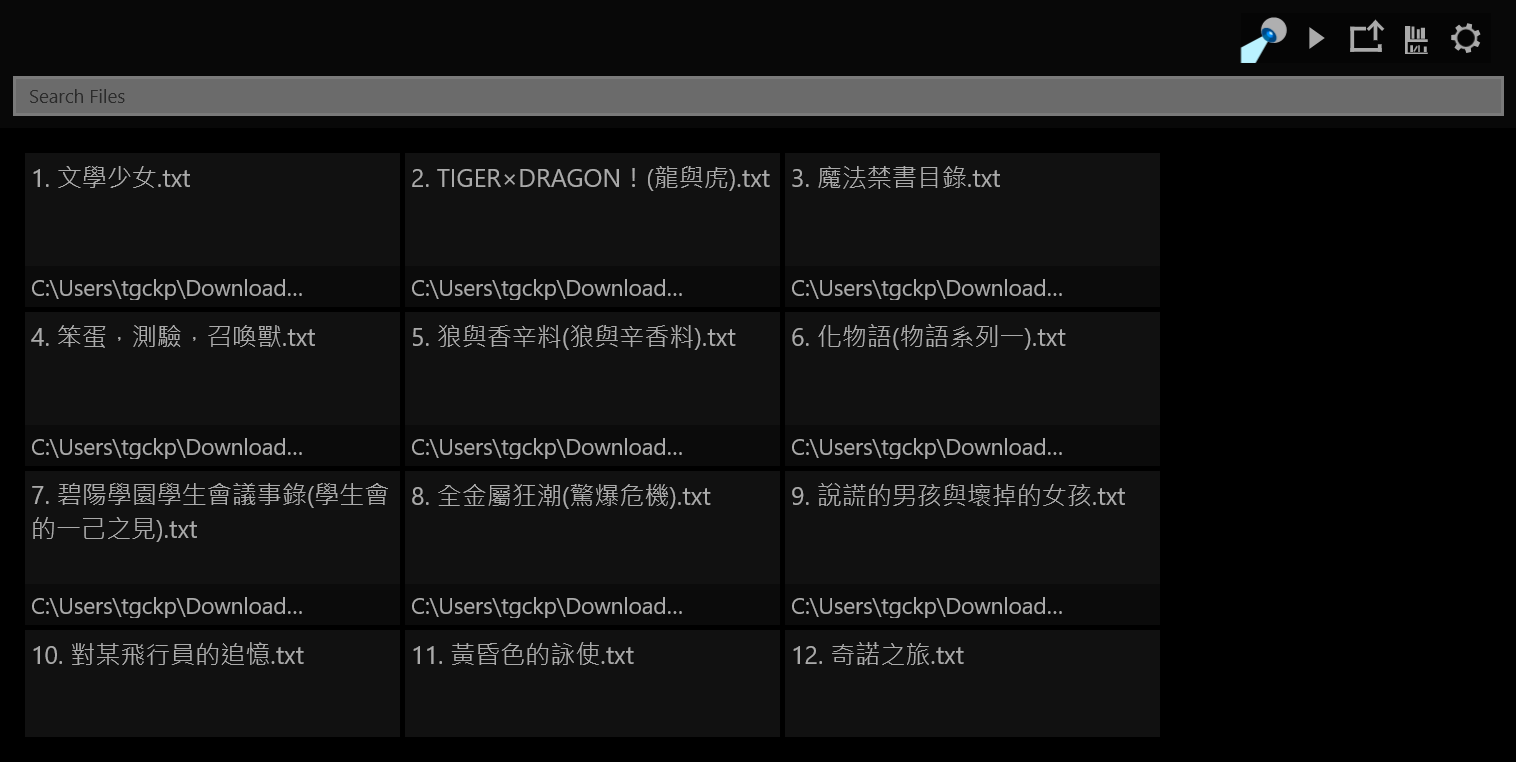 Search Files
1. 文學少女.txt
2. TIGER×DRAGON！(龍與虎).txt
3. 魔法禁書目錄.txt
C:\Users\tgckp\Download...
C:\Users\tgckp\Download...
C:\Users\tgckp\Download...
4. 笨蛋，測驗，召喚獸.txt
5. 狼與香辛料(狼與辛香料).txt
6. 化物語(物語系列一).txt
C:\Users\tgckp\Download...
C:\Users\tgckp\Download...
C:\Users\tgckp\Download...
7. 碧陽學園學生會議事錄(學生會
的一己之見).txt
8. 全金屬狂潮(驚爆危機).txt
9. 說謊的男孩與壞掉的女孩.txt
C:\Users\tgckp\Download...
C:\Users\tgckp\Download...
C:\Users\tgckp\Download...
10. 對某飛行員的追憶.txt
11. 黃昏色的詠使.txt
12. 奇諾之旅.txt